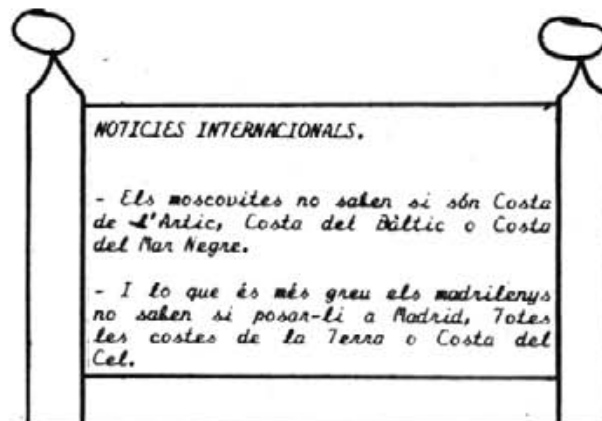 NOTICIES INTERNACIONALS.
- Els moscovites no saben si són Costa
de l'Artic, Costa del Bàltic o Costa
del Mar Negre.
- I lo que és més greu els madrilenys
no saben si posar-li a Madrid, Totes
les costes de la Terra o Costa del
Cel.